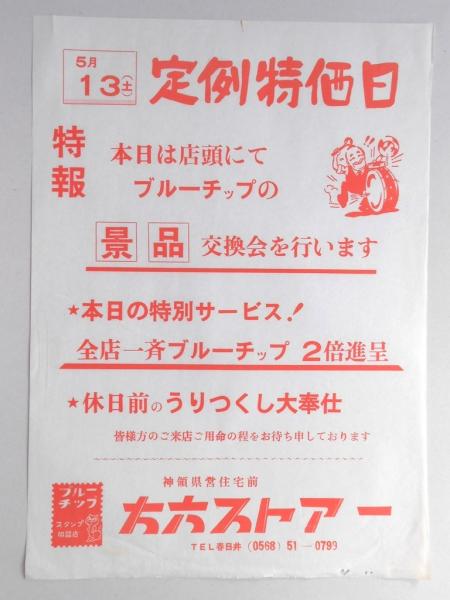 5月
13(土)
定例特価日
特報
本日は店頭にて
ブルーチップの
景品 交換会を行います
★本日の特別サービス!
全店一斉ブルーチップ 2倍進呈
★休日前のうりつくし大奉仕
皆様方のご来店ご用命の程をお待ち申しております
ブルー
チップ
スタンプ
加盟店
神領県営住宅前
大六ストアー
TEL春日井 (0568) 51-0799